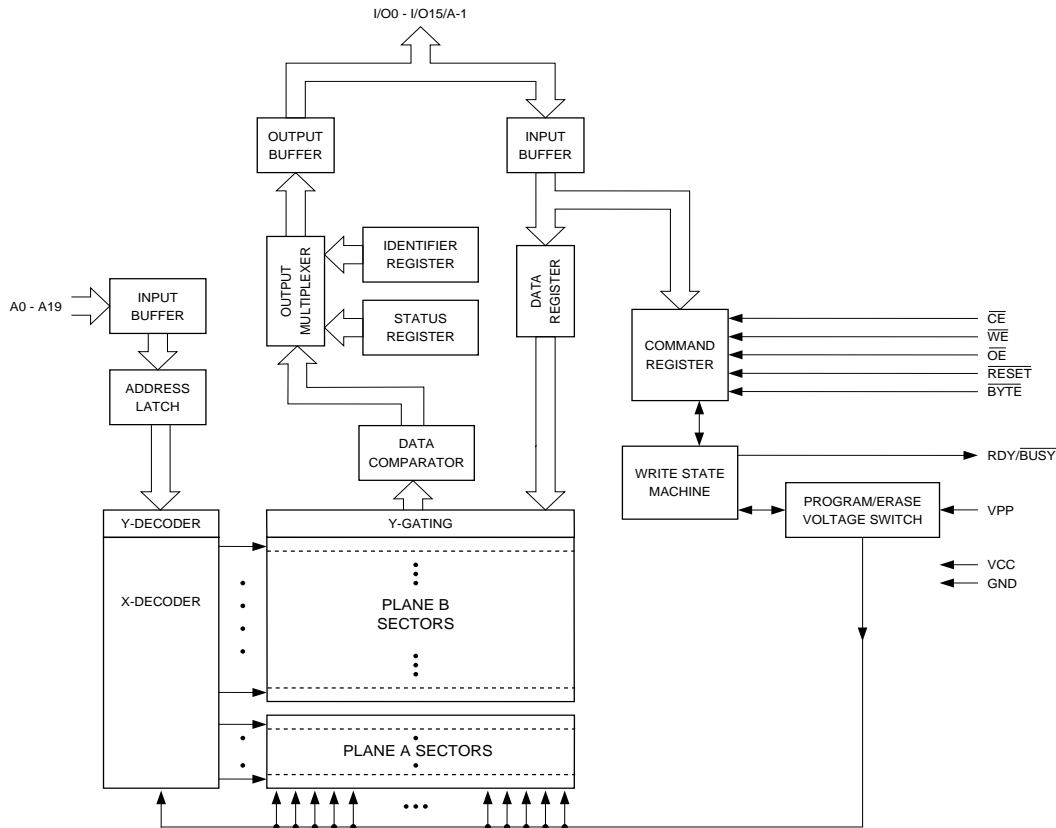 I/O0 - I/O15/A-1
OUTPUT
BUFFER
INPUT
BUFFER
OUTPUT
MULTIPLEXER
IDENTIFIER
REGISTER
STATUS
REGISTER
DATA
REGISTER
A0 - A19
INPUT
BUFFER
ADDRESS
LATCH
COMMAND
REGISTER
CE
WE
OE
RESET
BYTE
DATA
COMPARATOR
WRITE STATE
MACHINE
RDY/BUSY
PROGRAM/ERASE
VOLTAGE SWITCH
VPP
VCC
GND
Y-DECODER
Y-GATING
X-DECODER
PLANE B
SECTORS
PLANE A SECTORS